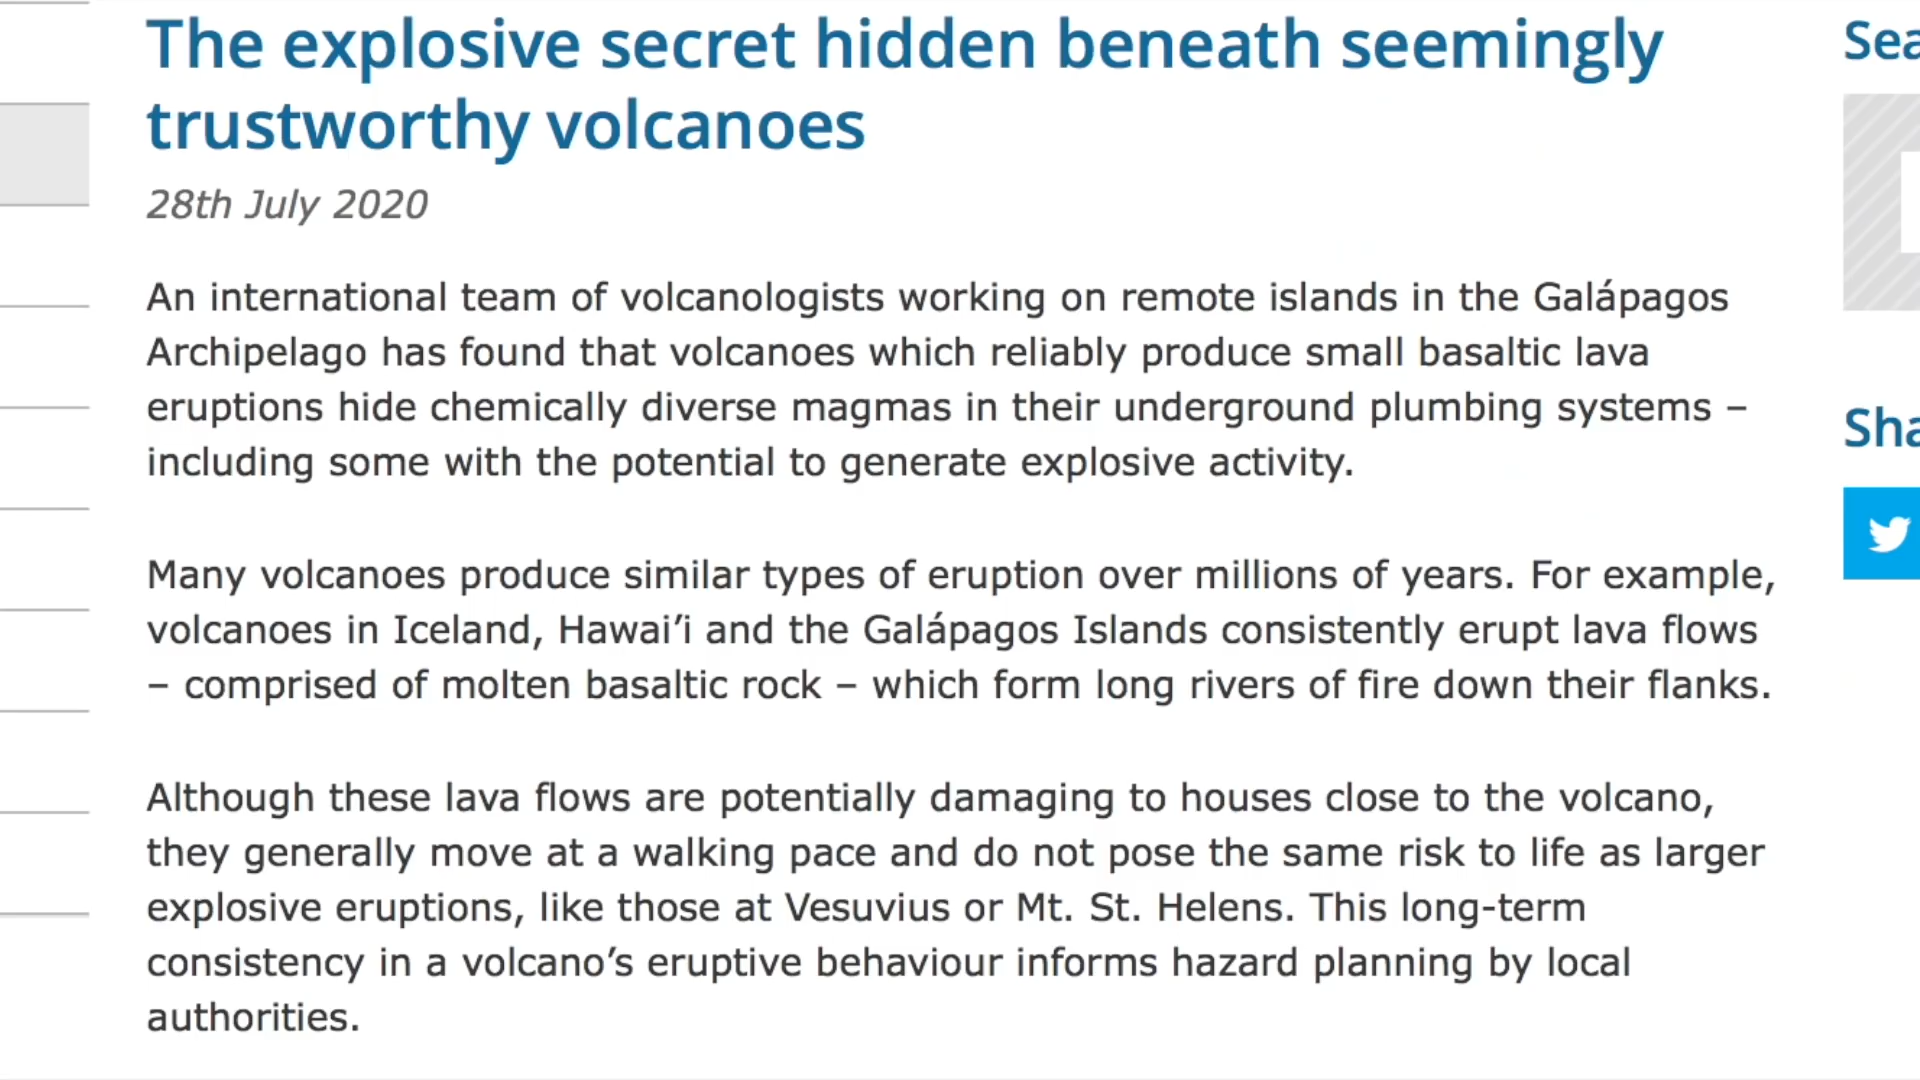 The explosive secret hidden beneath seemingly
trustworthy volcanoes
28th July 2020
An international team of volcanologists working on remote islands in the Galápagos
Archipelago has found that volcanoes which reliably produce small basaltic lava
eruptions hide chemically diverse magmas in their underground plumbing systems –
including some with the potential to generate explosive activity.
Many volcanoes produce similar types of eruption over millions of years. For example,
volcanoes in Iceland, Hawai’i and the Galápagos Islands consistently erupt lava flows
– comprised of molten basaltic rock – which form long rivers of fire down their flanks.
Although these lava flows are potentially damaging to houses close to the volcano,
they generally move at a walking pace and do not pose the same risk to life as larger
explosive eruptions, like those at Vesuvius or Mt. St. Helens. This long-term
consistency in a volcano’s eruptive behaviour informs hazard planning by local
authorities.